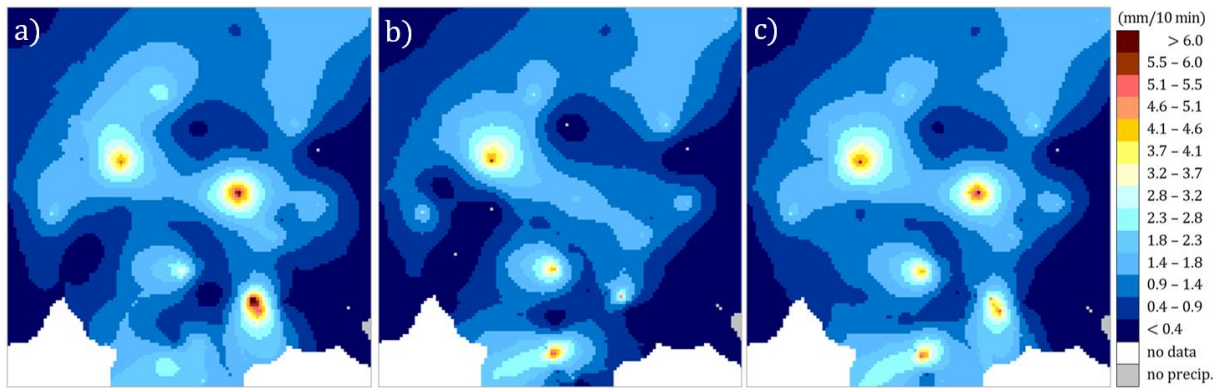 a)
b)
c)
(mm/10 min)
> 6.0
5.5 – 6.0
5.1 – 5.5
4.6 – 5.1
4.1 – 4.6
3.7 – 4.1
3.2 – 3.7
2.8 – 3.2
2.3 – 2.8
1.8 – 2.3
1.4 – 1.8
0.9 – 1.4
0.4 – 0.9
< 0.4
no data
no precip.